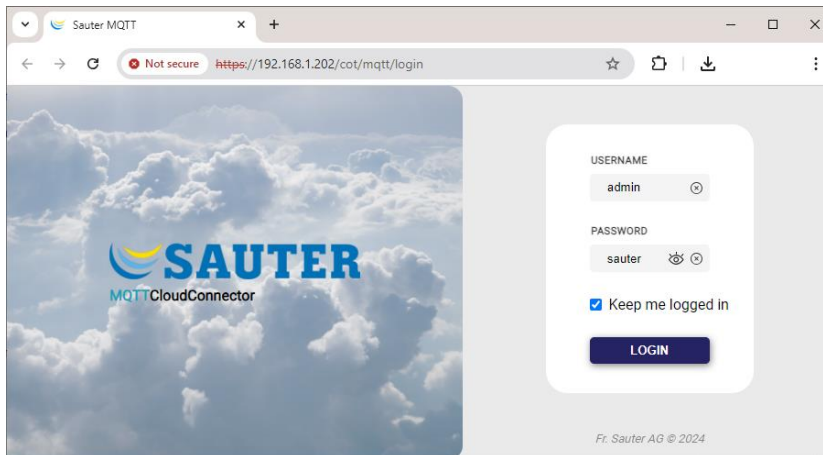 Sauter MQTT
Not secure https://192.168.1.202/cot/mqtt/login
USERNAME
admin
PASSWORD
sauter
SAUTER
MQTTCloudConnector
Keep me logged in
LOGIN
Fr. Sauter AG © 2024